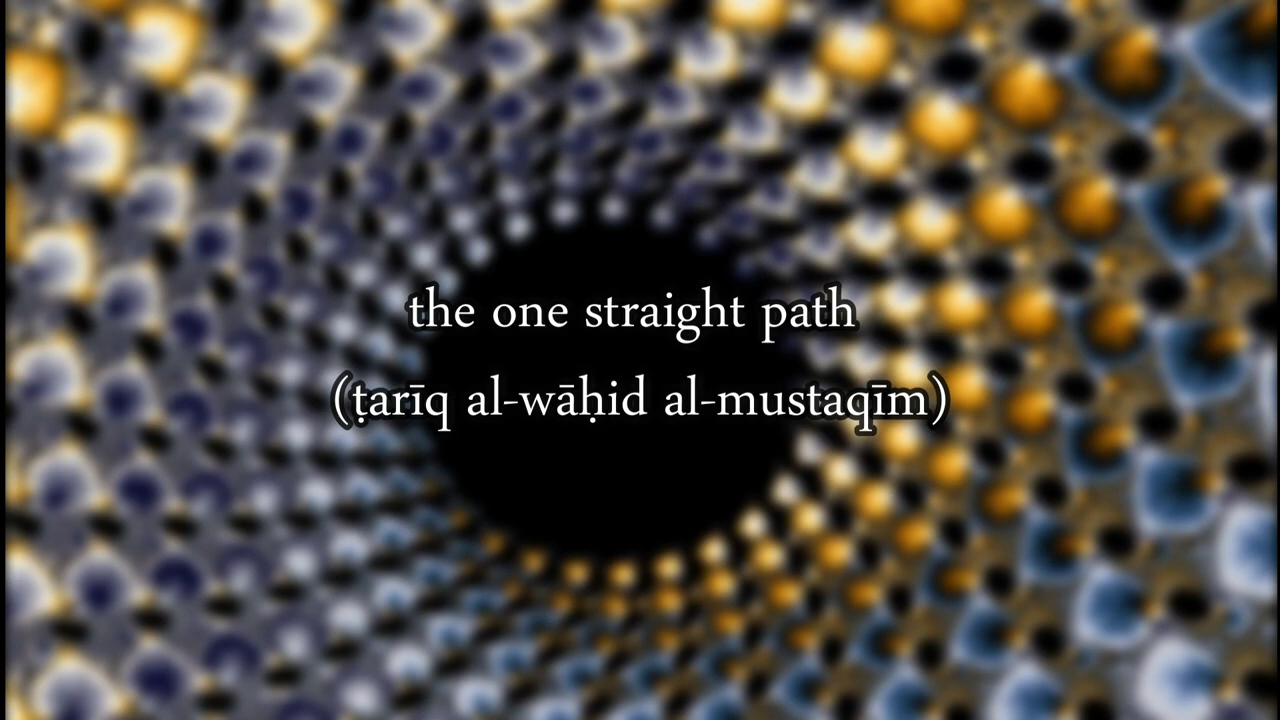 the one straight path
(ṭarīq al-wāḥid al-mustaqīm)